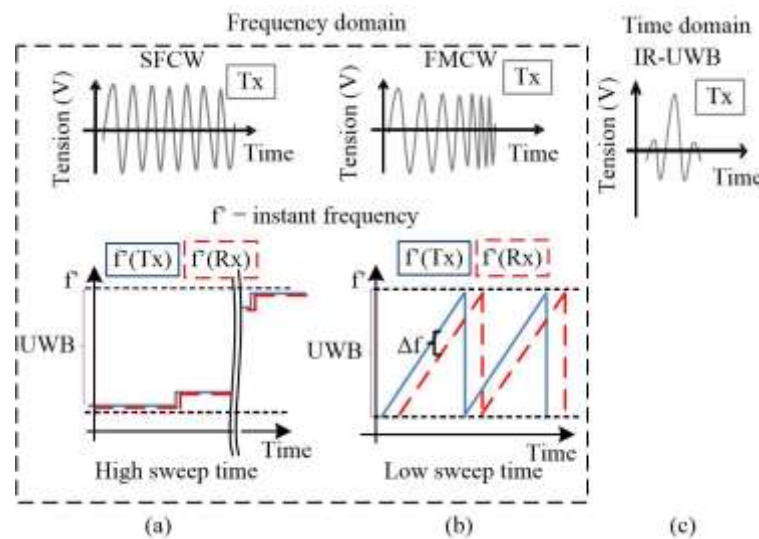 Frequency domain
Time domain
SFCW
FMCW
IR-UWB
Tension (V)
Tx
Time
Tension (V)
Tx
Time
Tension (V)
Tx
Time
f' = instant frequency
f'(Tx)
f'(Rx)
f'
UWB
Time
High sweep time
f'(Tx)
f'(Rx)
f'
UWB
Δf
Time
Low sweep time
(a)
(b)
(c)